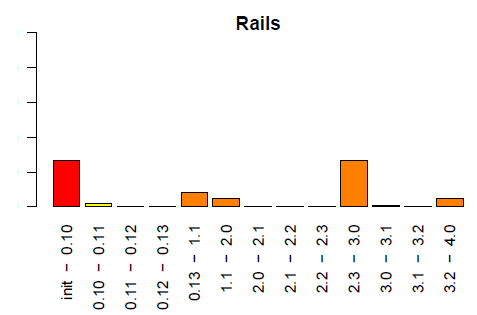 Rails
init – 0.10
0.10 – 0.11
0.11 – 0.12
0.12 – 0.13
0.13 – 1.1
1.1 – 2.0
2.0 – 2.1
2.1 – 2.2
2.2 – 2.3
2.3 – 3.0
3.0 – 3.1
3.1 – 3.2
3.2 – 4.0